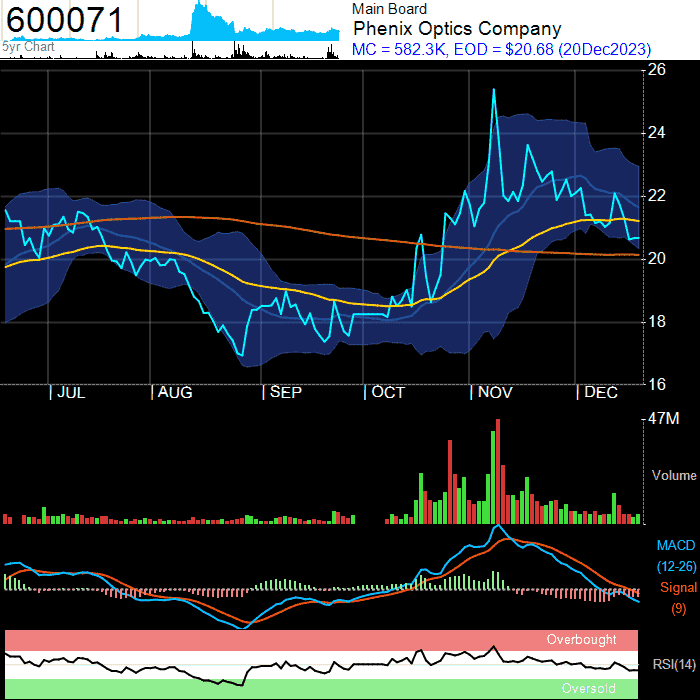 600071
5yr Chart
Main Board
Phenix Optics Company
MC = 582.3K, EOD = $20.68 (20Dec2023)
26
24
22
20
18
16
| JUL | AUG | SEP | OCT | NOV | DEC
47M
Volume
MACD
(12-26)
Signal
(9)
Overbought
RSI(14)
Oversold